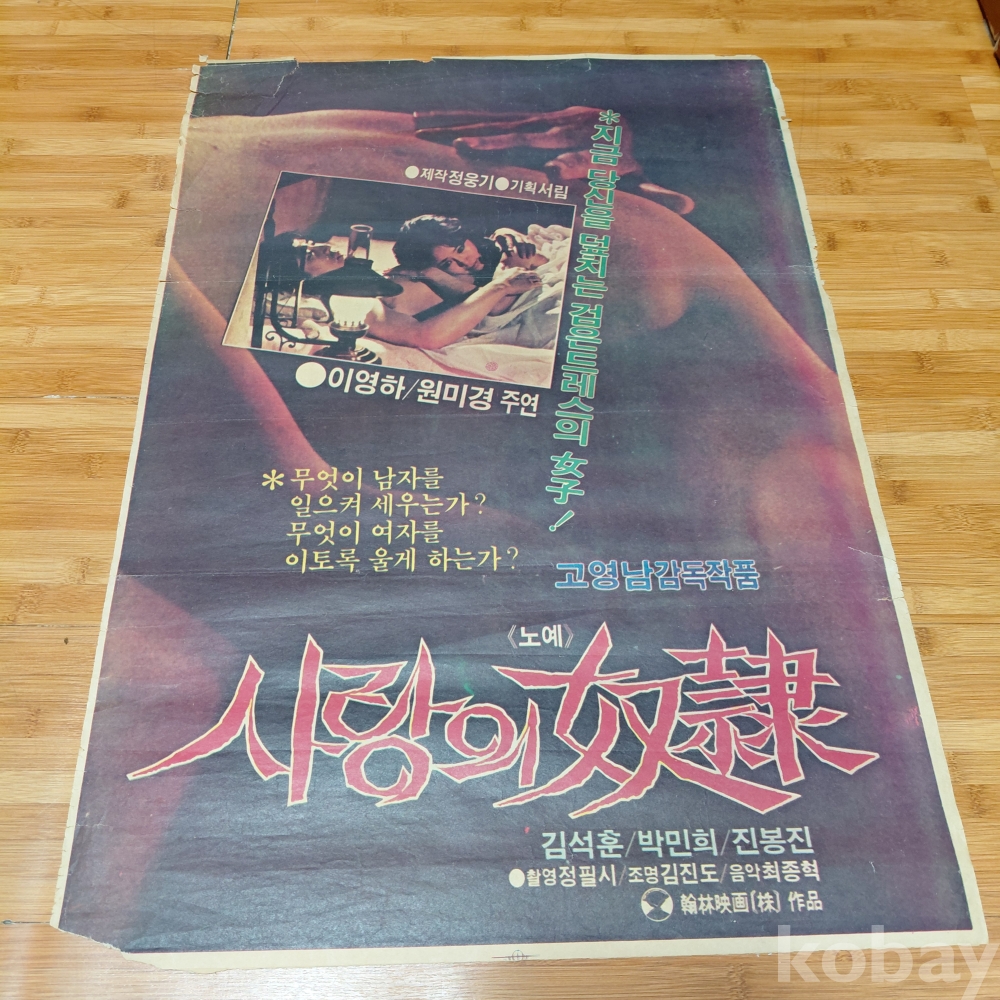 ●제작정웅기●기획서림
*지금 당신을 덮치는 검은드레스의 女子!
●이영하/원미경 주연
*무엇이 남자를
일으켜 세우는가?
무엇이 여자를
이토록 울게 하는가?
고영남감독작품
《노예》
사랑의奴隸
김석훈/박민희/진봉진
●촬영정필시/조명김진도/음악최종혁
翰林映画(株) 作品
kobay